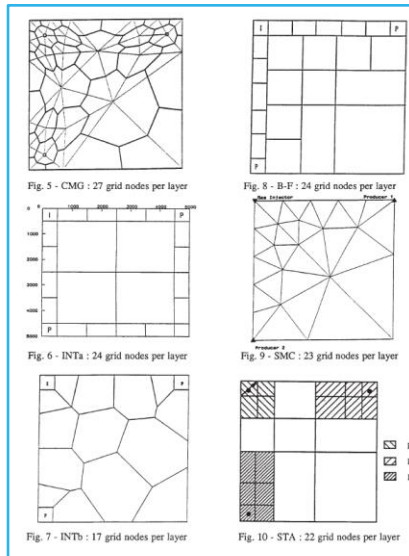 Fig. 5 - CMG : 27 grid nodes per layer
I
P
P
Fig. 8 - B-F : 24 grid nodes per layer
0 1000 2000 3000 4000 5000
0
1000
2000
3000
4000
5000
I
P
P
Fig. 6 - INTa : 24 grid nodes per layer
Gas Injector
Producer 1
Producer 2
Fig. 9 - SMC : 23 grid nodes per layer
I
P
P
Fig. 7 - INTb : 17 grid nodes per layer
Fig. 10 - STA : 22 grid nodes per layer